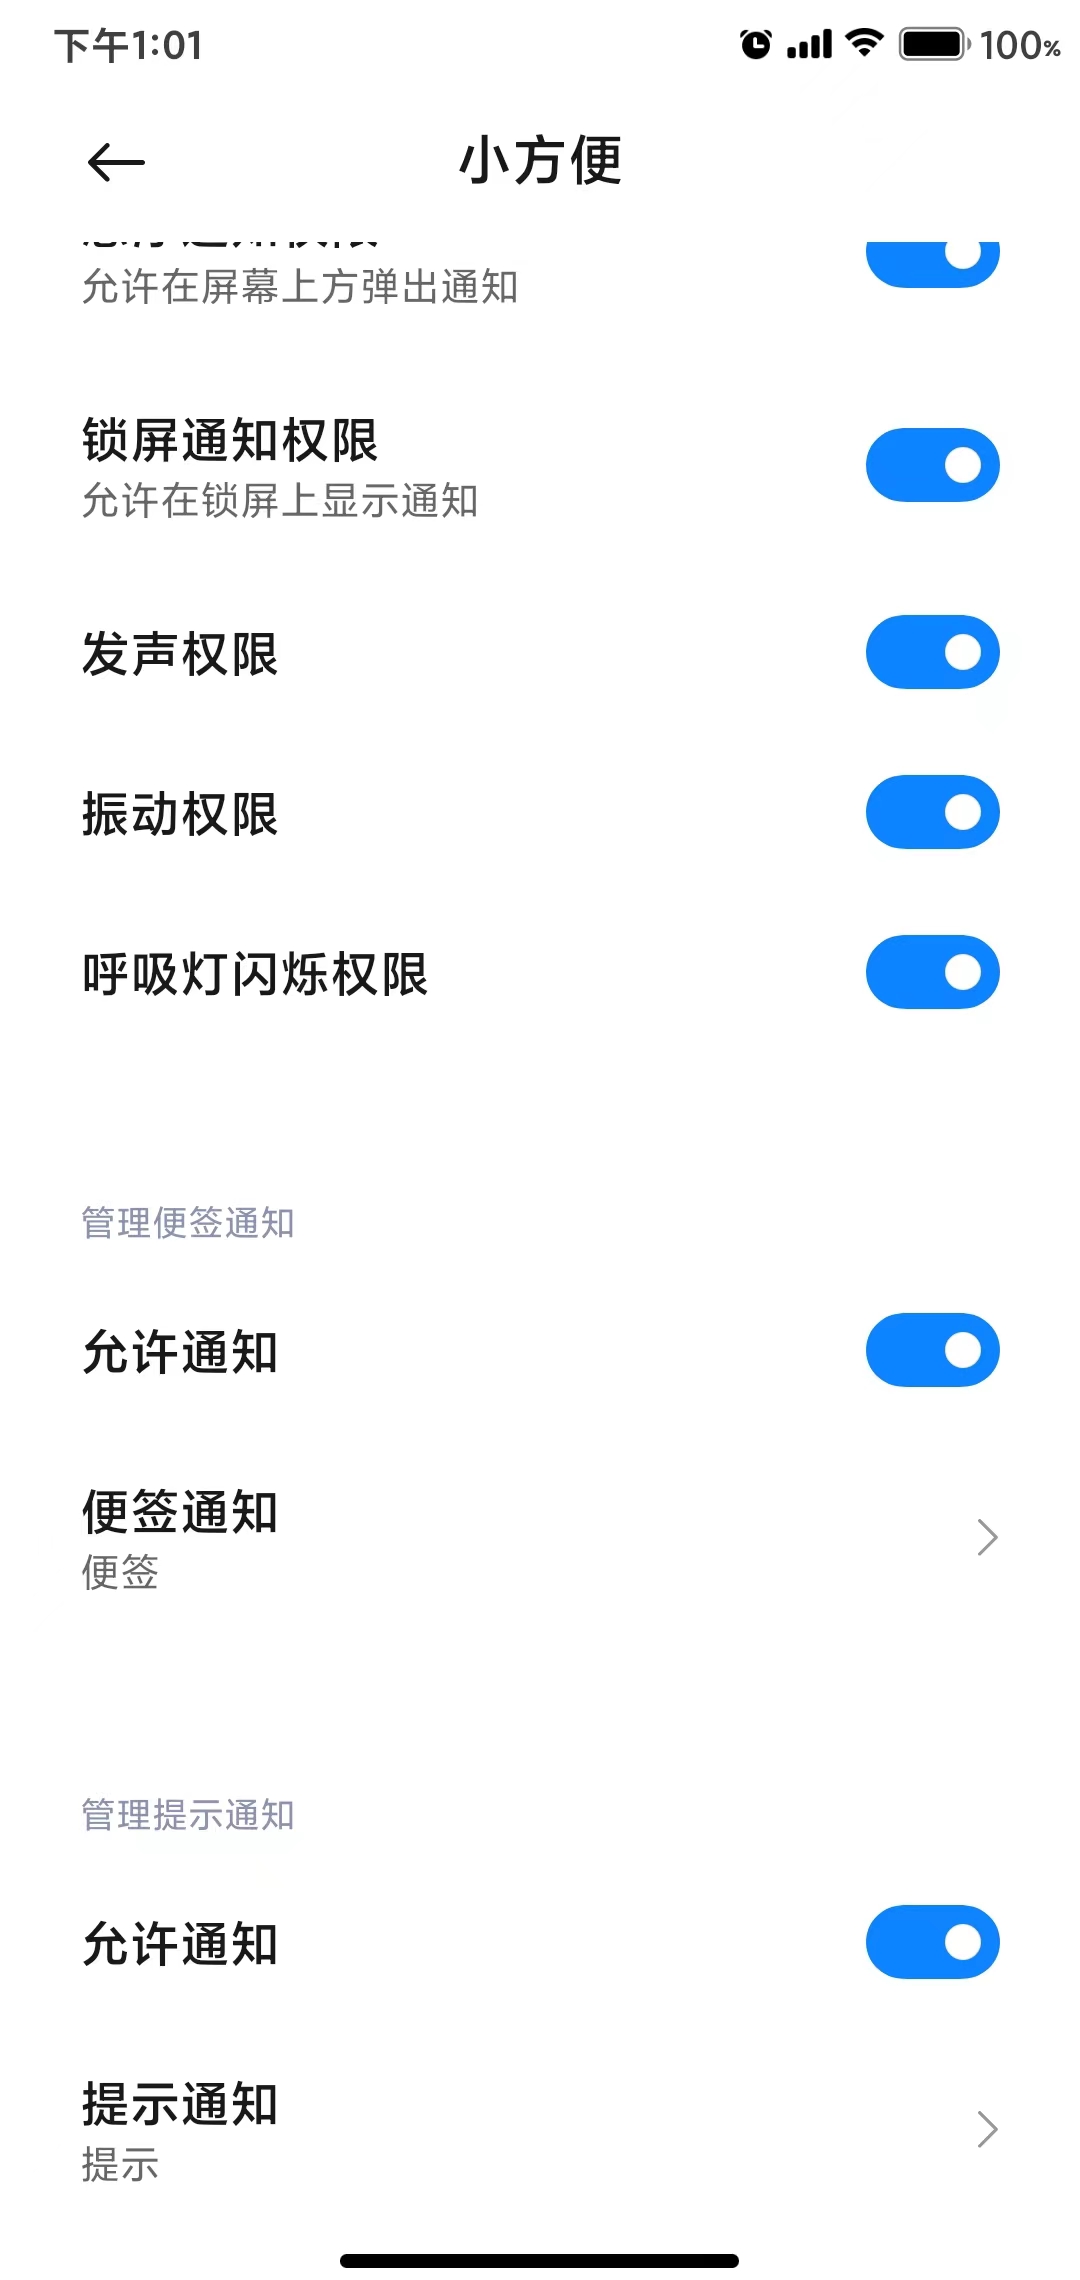 下午1:01
100%
小方便
允许在屏幕上方弹出通知
锁屏通知权限
允许在锁屏上显示通知
发声权限
振动权限
呼吸灯闪烁权限
管理便签通知
允许通知
便签通知
便签
管理提示通知
允许通知
提示通知
提示